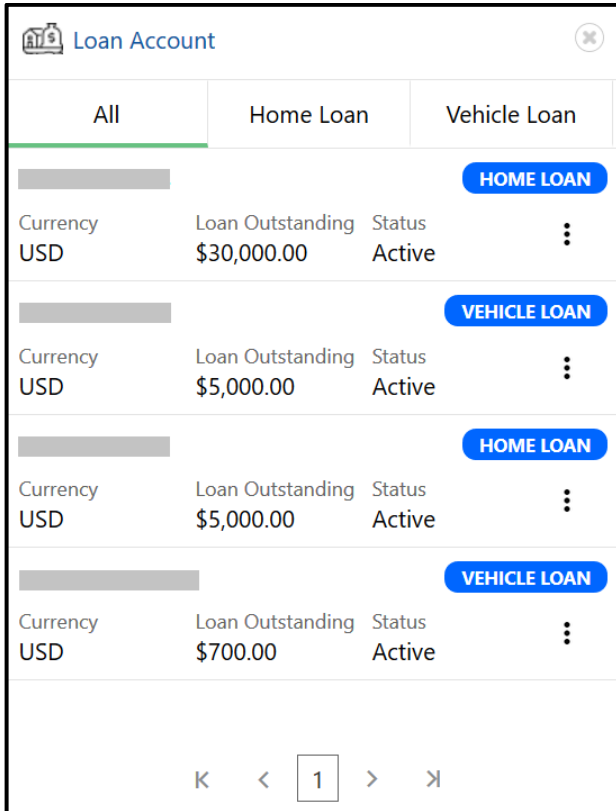 Loan Account
All Home Loan Vehicle Loan
HOME LOAN
Currency Loan Outstanding Status
USD $30,000.00 Active
VEHICLE LOAN
Currency Loan Outstanding Status
USD $5,000.00 Active
HOME LOAN
Currency Loan Outstanding Status
USD $5,000.00 Active
VEHICLE LOAN
Currency Loan Outstanding Status
USD $700.00 Active
1